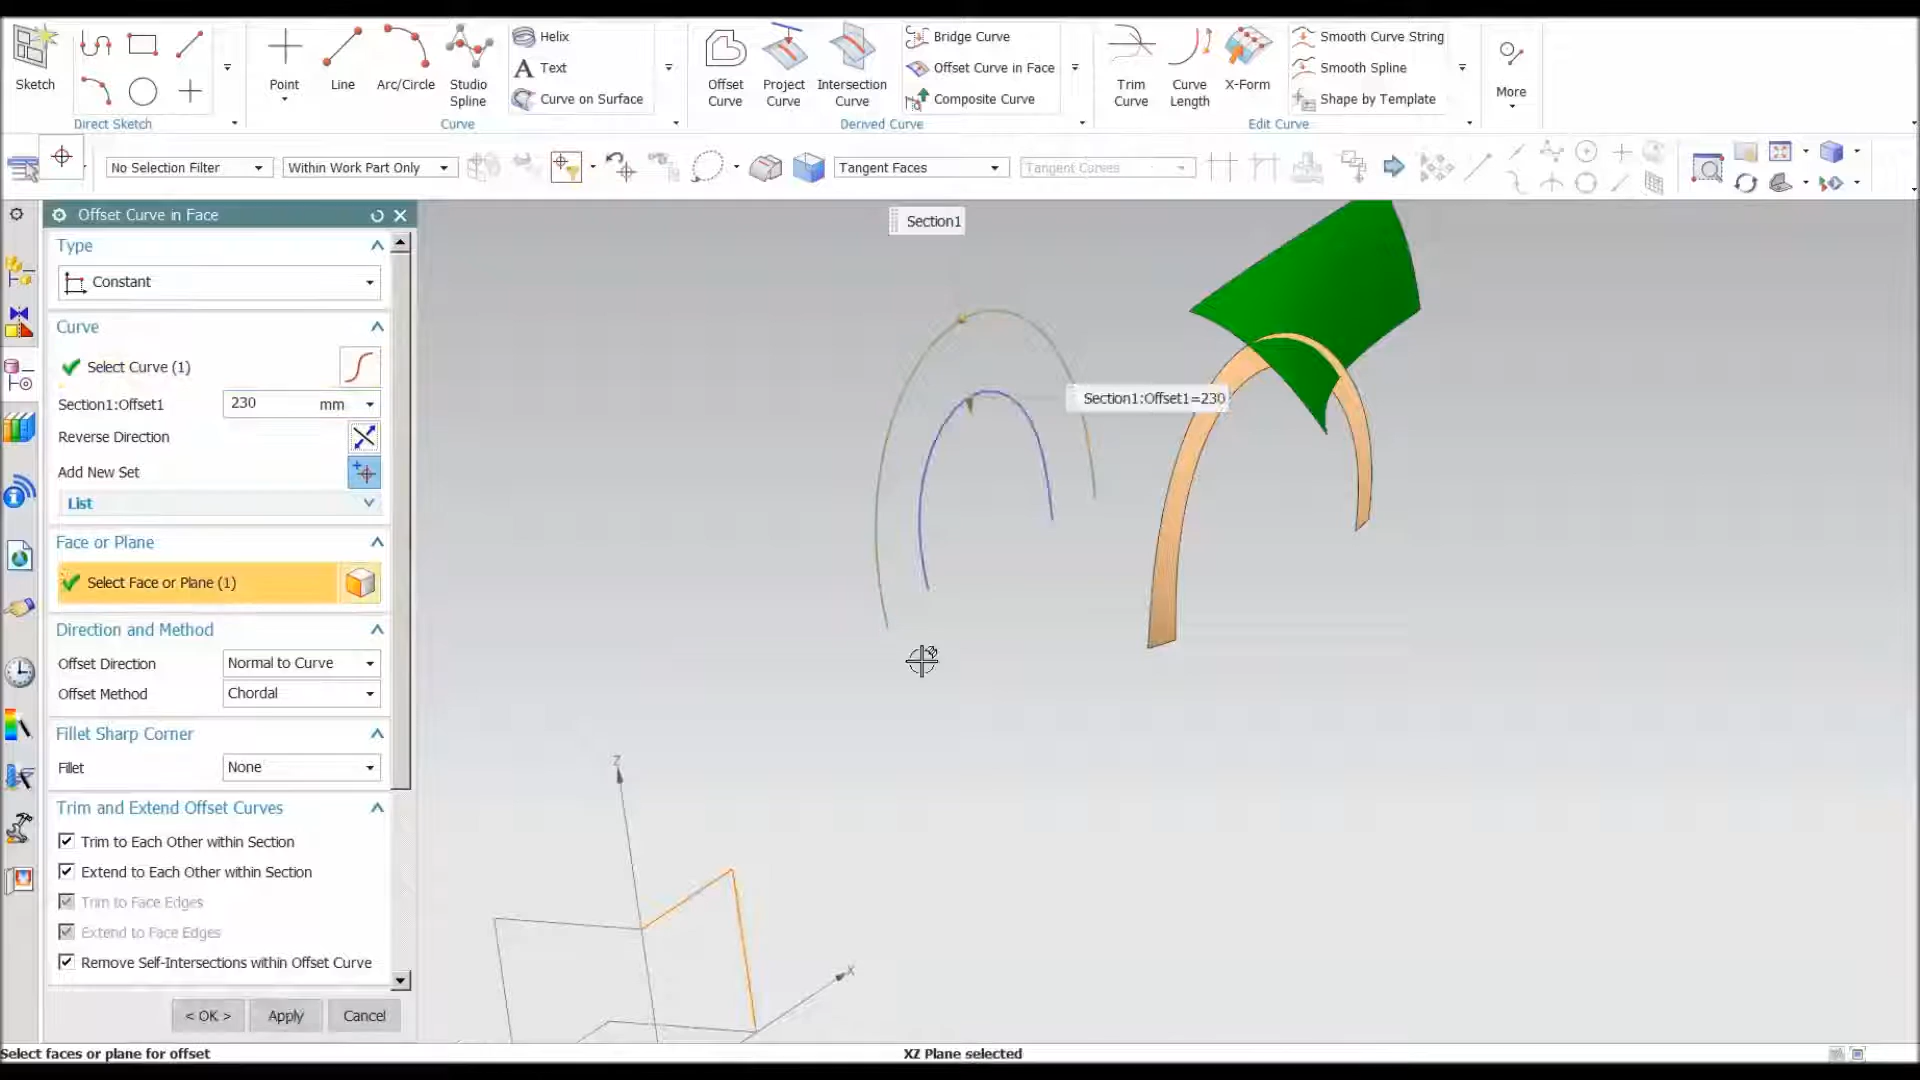 Sketch
Direct Sketch
Point
Line
Arc/Circle
Studio
Spline
Helix
Text
Curve on Surface
Curve
Offset
Curve
Project
Curve
Intersection
Curve
Bridge Curve
Offset Curve in Face
Composite Curve
Derived Curve
Trim
Curve
Curve
Length
X-Form
Smooth Curve String
Smooth Spline
Shape by Template
Edit Curve
More
No Selection Filter
Within Work Part Only
Tangent Faces
Tangent Curves
Offset Curve in Face
Type
Constant
Curve
Select Curve (1)
Section1:Offset1
230 mm
Reverse Direction
Add New Set
List
Face or Plane
Select Face or Plane (1)
Direction and Method
Offset Direction
Normal to Curve
Offset Method
Chordal
Fillet Sharp Corner
Fillet
None
Trim and Extend Offset Curves
Trim to Each Other within Section
Extend to Each Other within Section
Trim to Face Edges
Extend to Face Edges
Remove Self-Intersections within Offset Curve
< OK >
Apply
Cancel
Section1
Section1:Offset1=230
Z
X
Select faces or plane for offset
XZ Plane selected